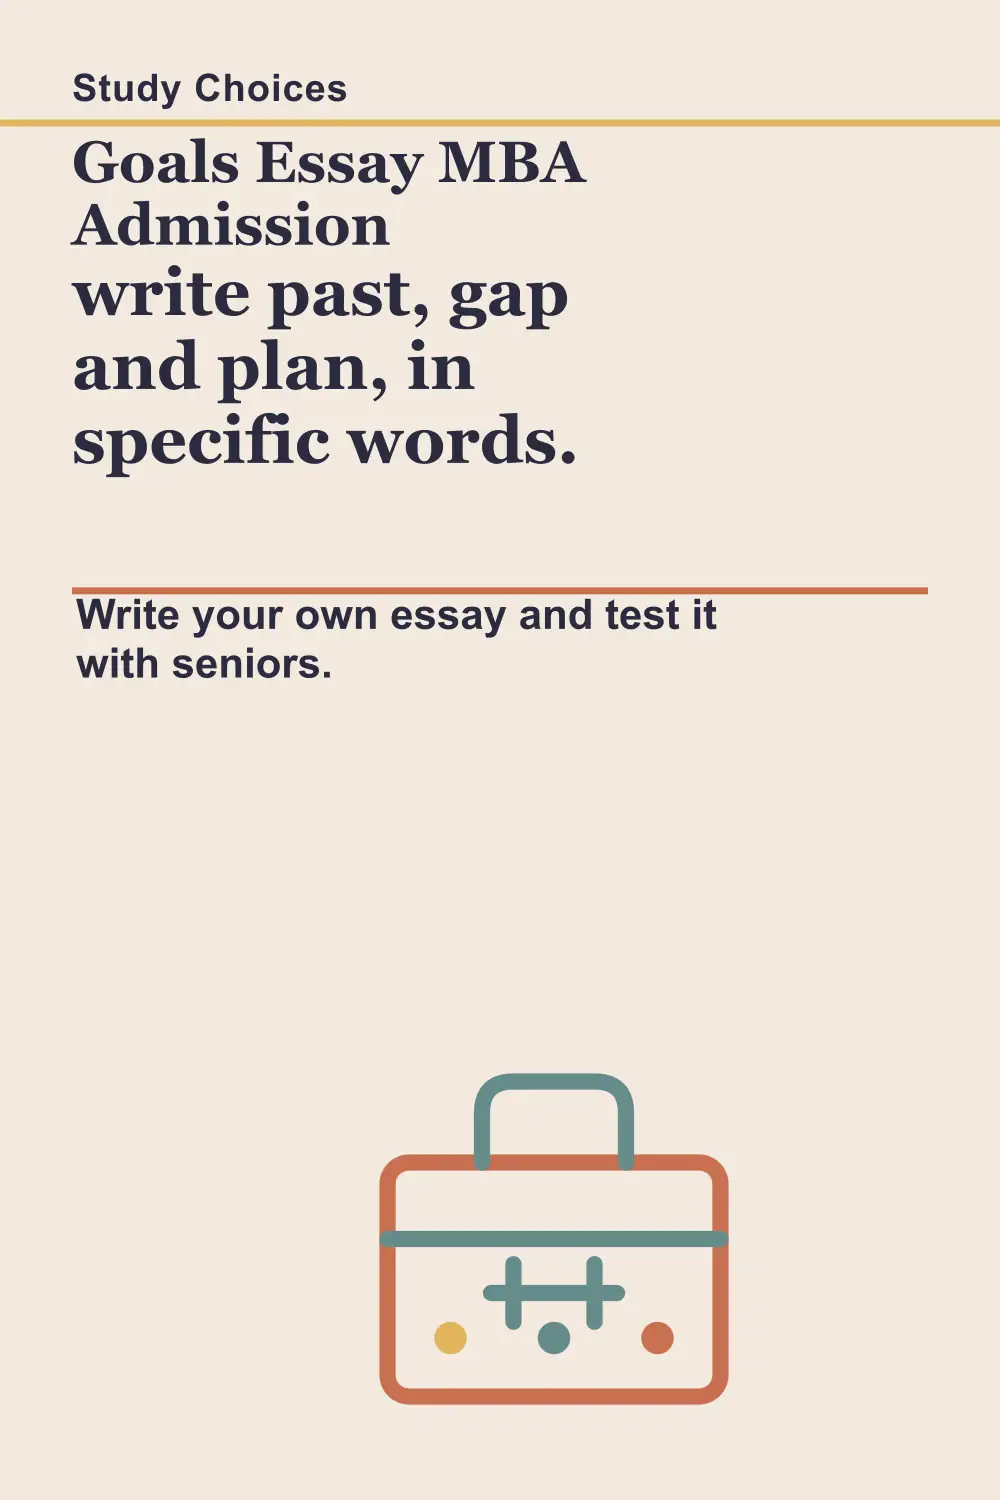 Study Choices
Goals Essay MBA
Admission
write past, gap
and plan, in
specific words.
Write your own essay and test it
with seniors.